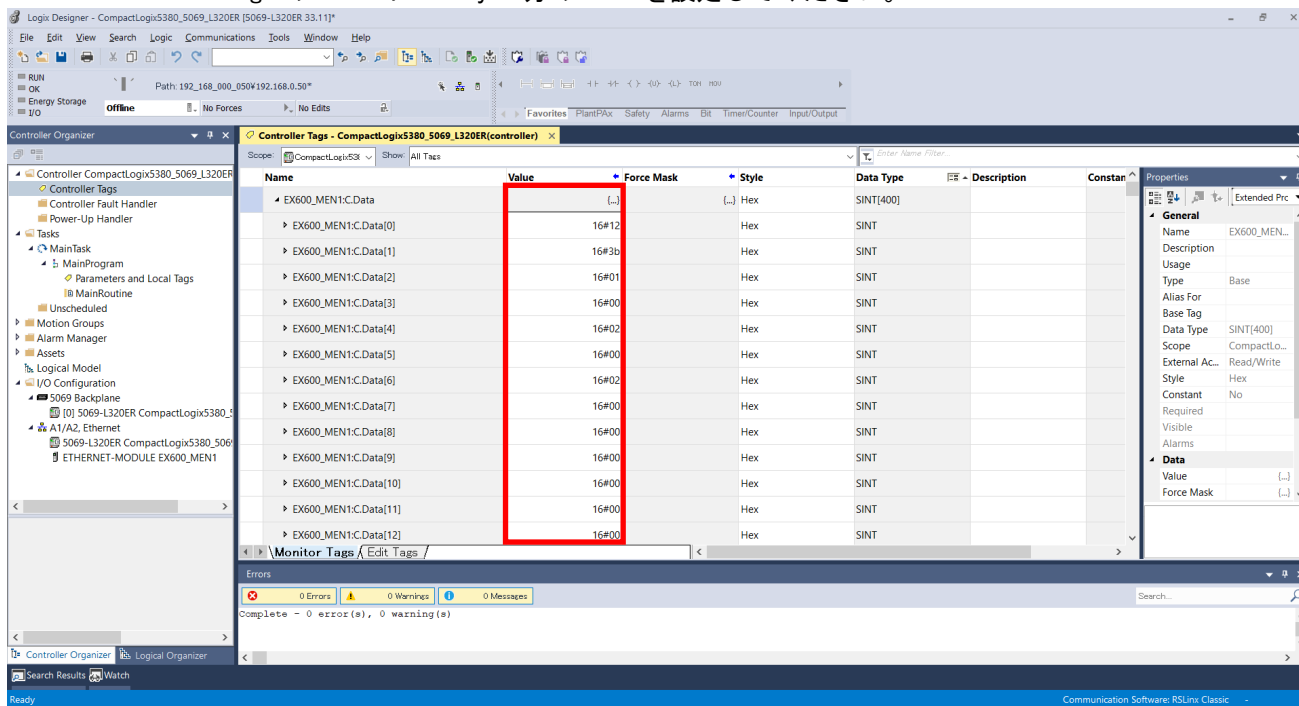 Logix Designer - CompactLogix5380_5069_L320ER [5069-L320ER 33.11]*
File Edit View Search Logic Communications Tools Window Help
RUN
OK
Energy Storage
I/O
Path: 192_168_000_050¥192.168.0.50*
Offline
No Forces
No Edits
TON MOV
Favorites PlantPAx Safety Alarms Bit Timer/Counter Input/Output
Controller Organizer
Controller CompactLogix5380_5069_L320ER
Controller Tags
Controller Fault Handler
Power-Up Handler
Tasks
MainTask
MainProgram
Parameters and Local Tags
MainRoutine
Unscheduled
Motion Groups
Alarm Manager
Assets
Logical Model
I/O Configuration
5069 Backplane
[0] 5069-L320ER CompactLogix5380_5
A1/A2, Ethernet
5069-L320ER CompactLogix5380_506
ETHERNET-MODULE EX600_MEN1
Controller Organizer Logical Organizer
Controller Tags - CompactLogix5380_5069_L320ER(controller)
Scope: CompactLogix538 Show: All Tags Enter Name Filter...
Name Value Force Mask Style Data Type Description Constan
EX600_MEN1:C.Data {...} {...} Hex SINT[400]
EX600_MEN1:C.Data[0] 16#12 Hex SINT
EX600_MEN1:C.Data[1] 16#3b Hex SINT
EX600_MEN1:C.Data[2] 16#01 Hex SINT
EX600_MEN1:C.Data[3] 16#00 Hex SINT
EX600_MEN1:C.Data[4] 16#02 Hex SINT
EX600_MEN1:C.Data[5] 16#00 Hex SINT
EX600_MEN1:C.Data[6] 16#02 Hex SINT
EX600_MEN1:C.Data[7] 16#00 Hex SINT
EX600_MEN1:C.Data[8] 16#00 Hex SINT
EX600_MEN1:C.Data[9] 16#00 Hex SINT
EX600_MEN1:C.Data[10] 16#00 Hex SINT
EX600_MEN1:C.Data[11] 16#00 Hex SINT
EX600_MEN1:C.Data[12] 16#00 Hex SINT
Monitor Tags Edit Tags
Properties
Extended Prc
General
Name EX600_MEN...
Description
Usage
Type Base
Alias For
Base Tag
Data Type SINT[400]
Scope CompactLo...
External Ac... Read/Write
Style Hex
Constant No
Required
Visible
Alarms
Data
Value {...}
Force Mask {...}
Errors
0 Errors 0 Warnings 0 Messages Search...
Complete - 0 error(s), 0 warning(s)
Search Results Watch
Ready Communication Software: RSLinx Classic -